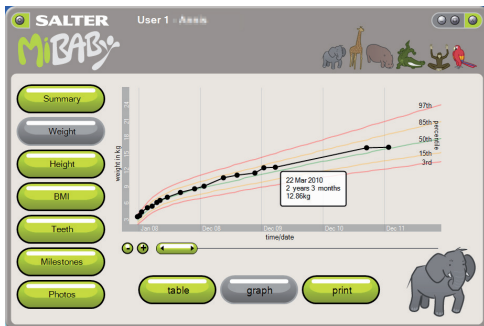 SALTER
MiBABY
User 1 -
Summary
Weight
Height
BMI
Teeth
Milestones
Photos
weight in kg
97th
85th
50th
15th
3rd
percentile
22 Mar 2010
2 years 3 months
12.86kg
Jan 08
Dec 08
Dec 09
Dec 10
Dec 11
time/date
table
graph
print